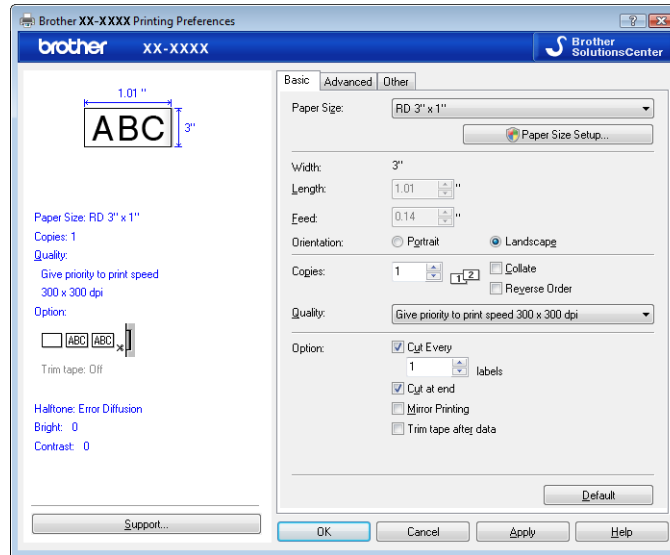 Brother XX-XXXX Printing Preferences
brother XX-XXXX
Brother
SolutionsCenter
1.01 "
ABC
3"
Paper Size: RD 3" x 1"
Copies: 1
Quality:
Give priority to print speed
300 x 300 dpi
Option:
ABC ABC
Trim tape: Off
Halftone: Error Diffusion
Bright: 0
Contrast: 0
Support...
Basic Advanced Other
Paper Size: RD 3" x 1"
Paper Size Setup...
Width: 3"
Length: 1.01 "
Feed: 0.14 "
Orientation: Portrait Landscape
Copies: 1 1 2 Collate
Reverse Order
Quality: Give priority to print speed 300 x 300 dpi
Option: Cut Every
1 labels
Cut at end
Mirror Printing
Trim tape after data
Default
OK Cancel Apply Help